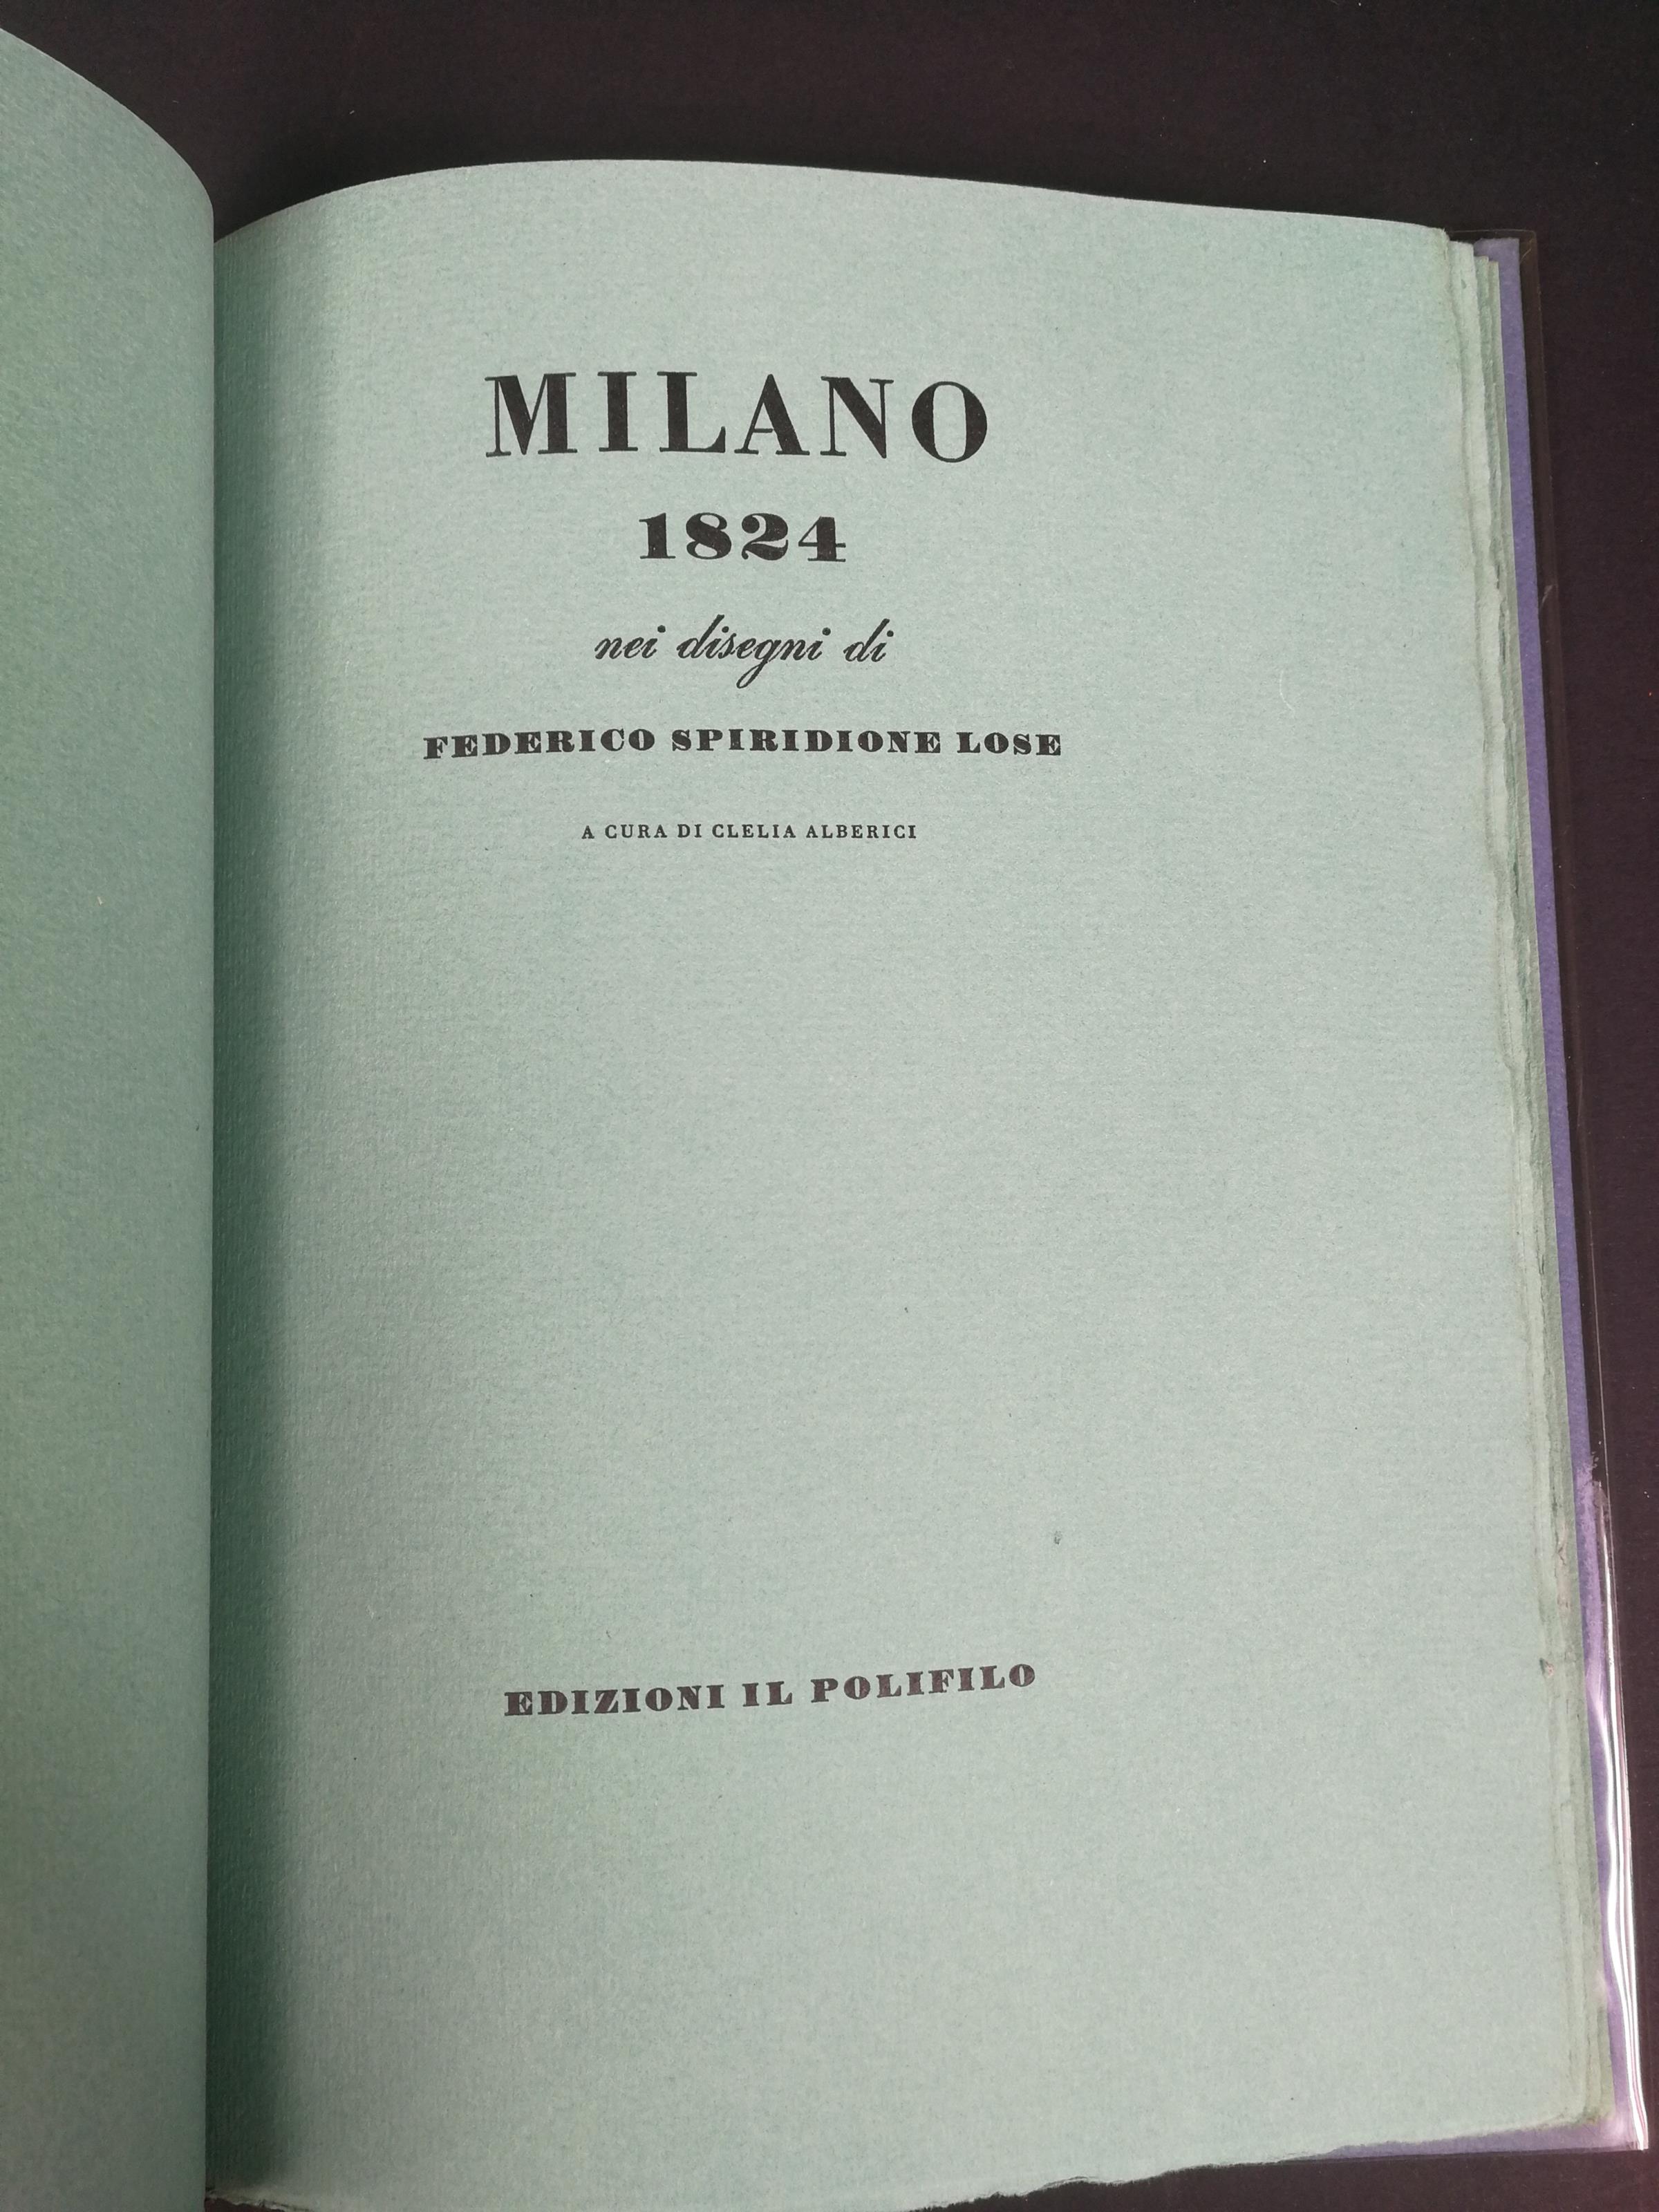 MILANO
1824
nei disegni di
FEDERICO SPIRIDIONE LOSE
A CURA DI CLELIA ALBERICI
EDIZIONI IL POLIFILO